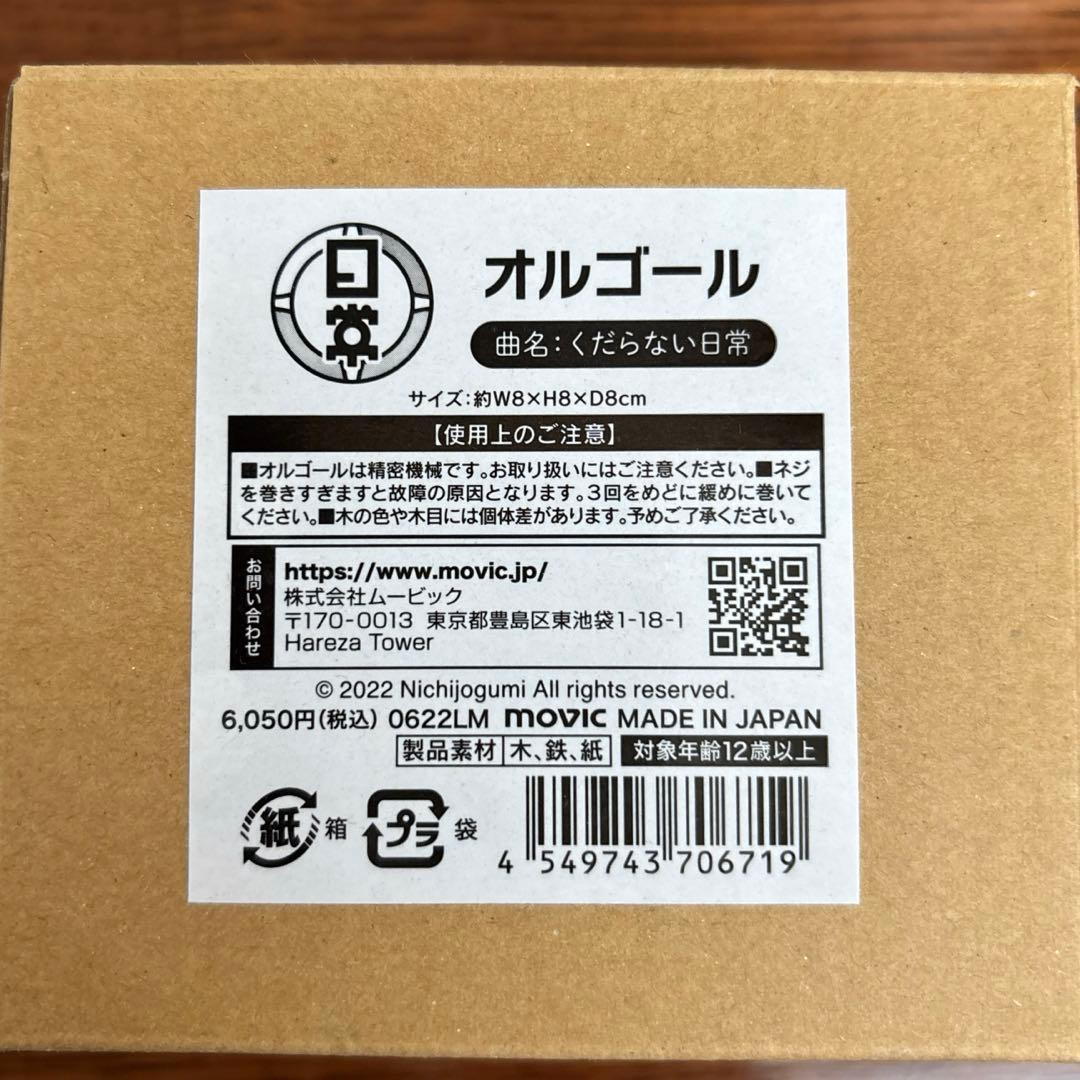 日常
オルゴール
曲名:くだらない日常
サイズ:約W8×H8×D8cm
【使用上のご注意】
■オルゴールは精密機械です。お取り扱いにはご注意ください。■ネジ
を巻きすぎますと故障の原因となります。3回をめどに緩めに巻いて
ください。■木の色や木目には個体差があります。予めご了承ください。
お問い合わせ
https://www.movic.jp/
株式会社ムービック
〒170-0013 東京都豊島区東池袋1-18-1
Hareza Tower
© 2022 Nichijogumi All rights reserved.
6,050円(税込) 0622LM movic MADE IN JAPAN
製品素材 木、鉄、紙 対象年齢12歳以上
紙 箱 プラ 袋
4 549743 706719